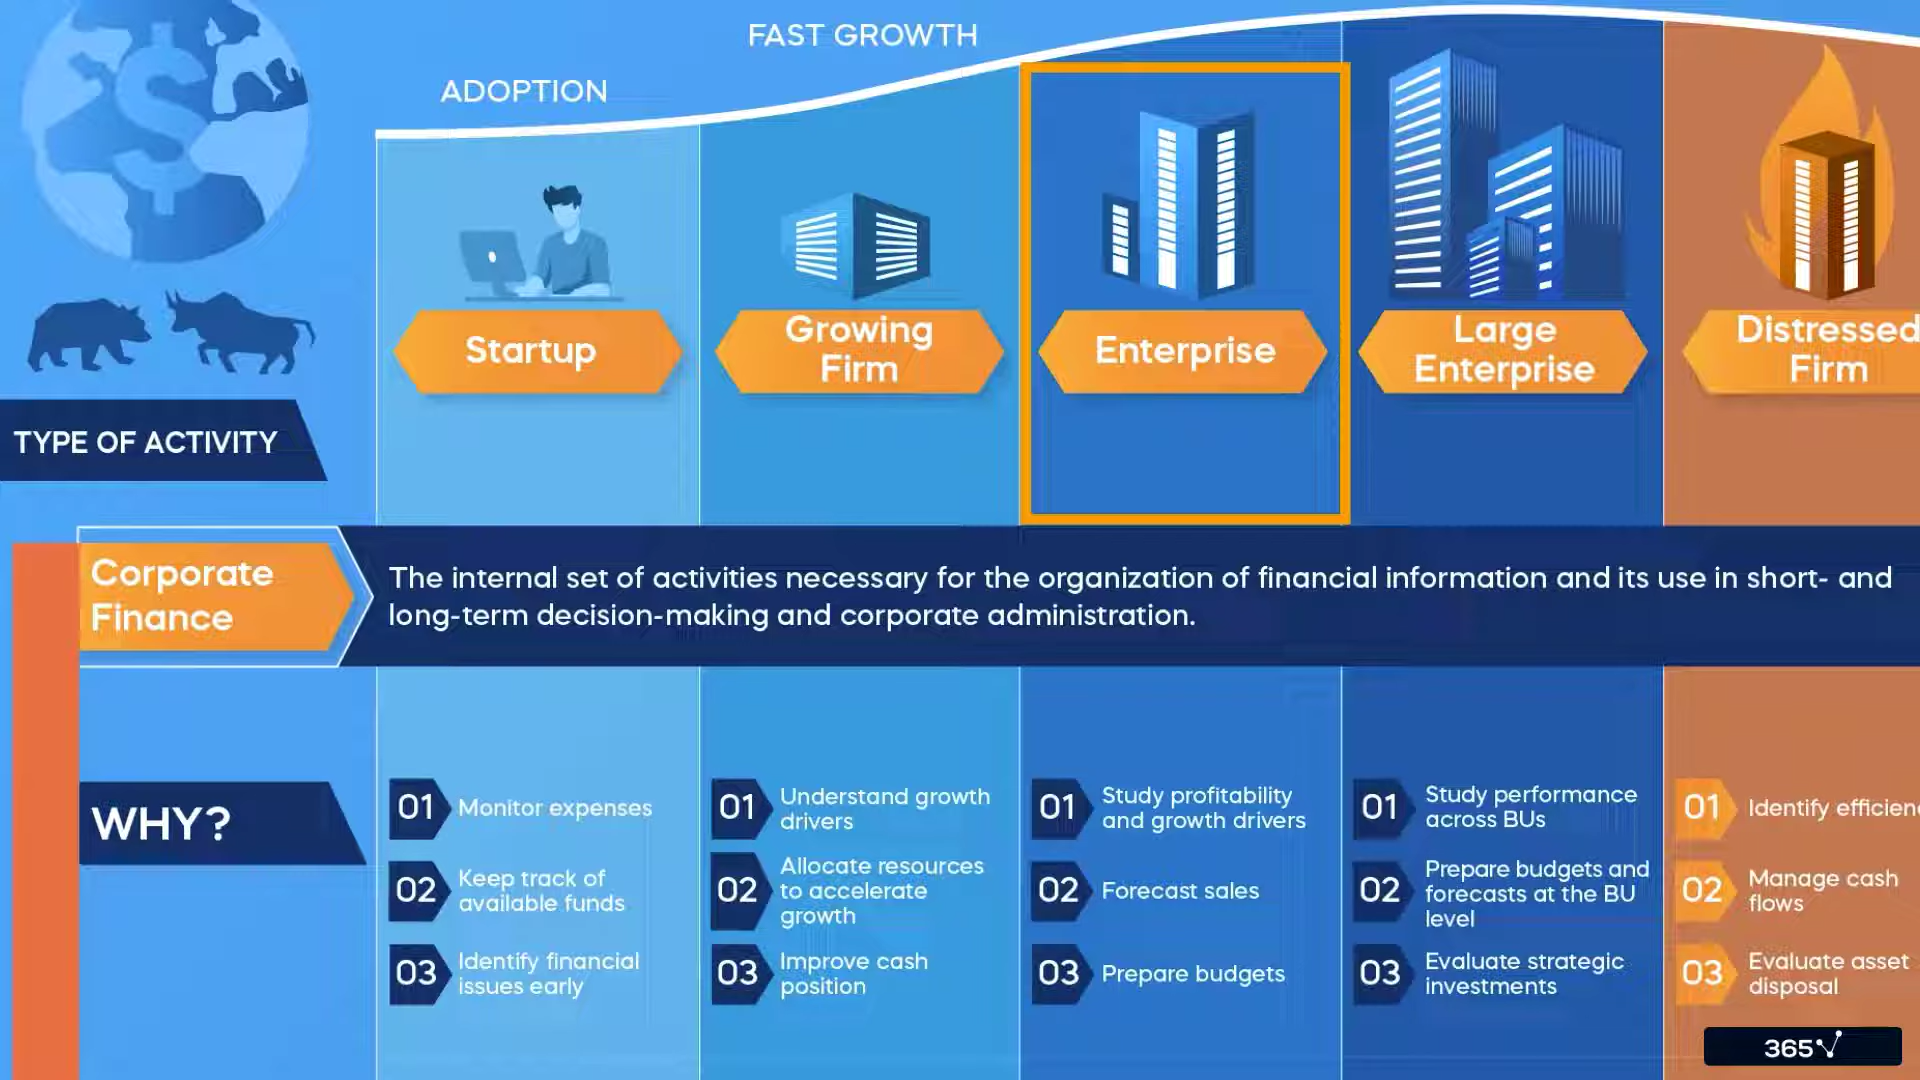 FAST GROWTH
ADOPTION
Startup
Growing
Firm
Enterprise
Large
Enterprise
Distressed
Firm
TYPE OF ACTIVITY
Corporate
Finance
The internal set of activities necessary for the organization of financial information and its use in short- and
long-term decision-making and corporate administration.
WHY?
01 Monitor expenses
02 Keep track of
available funds
03 Identify financial
issues early
01 Understand growth
drivers
02 Allocate resources
to accelerate
growth
03 Improve cash
position
01 Study profitability
and growth drivers
02 Forecast sales
03 Prepare budgets
01 Study performance
across BUs
02 Prepare budgets and
forecasts at the BU
level
03 Evaluate strategic
investments
01 Identify
02 Manage cash
flows
03 Evaluate asset
disposal
365